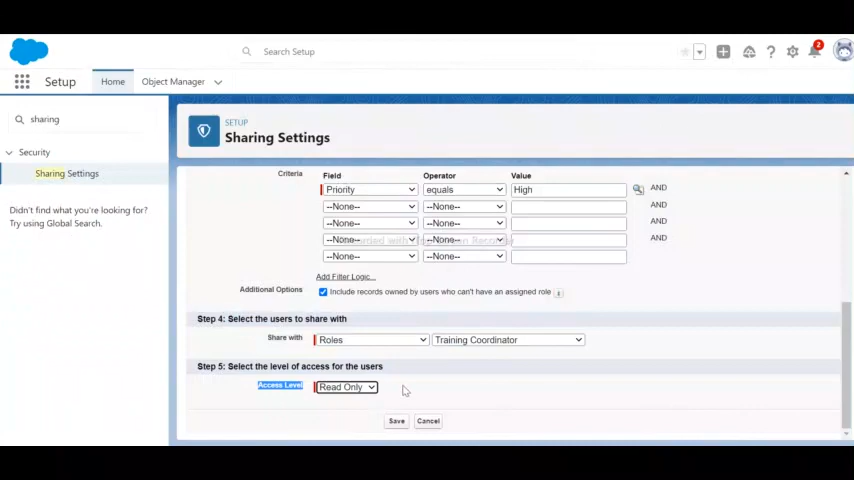 Search Setup
2
Setup
Home
Object Manager
sharing
Security
Sharing Settings
Didn't find what you're looking for?
Try using Global Search.
SETUP
Sharing Settings
Criteria
Field Operator Value
Priority equals High AND
--None-- --None-- AND
--None-- --None-- AND
--None-- --None-- AND
--None-- --None--
Add Filter Logic...
Additional Options Include records owned by users who can't have an assigned role i
Step 4: Select the users to share with
Share with Roles Training Coordinator
Step 5: Select the level of access for the users
Access Level Read Only
Save Cancel